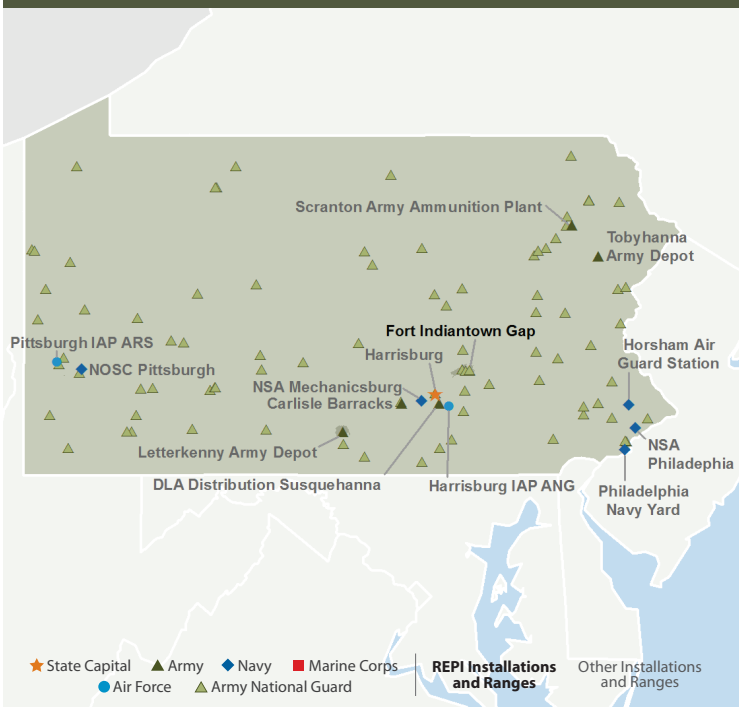 Scranton Army Ammunition Plant
Tobyhanna
Army Depot
Fort Indiantown Gap
Pittsburgh IAP ARS
Harrisburg
Horsham Air
Guard Station
NOSC Pittsburgh
NSA Mechanicsburg
Carlisle Barracks
Letterkenny Army Depot
NSA
Philadephia
DLA Distribution Susquehanna
Harrisburg IAP ANG
Philadelphia
Navy Yard
State Capital
Army
Navy
Marine Corps
Air Force
Army National Guard
REPI Installations
and Ranges
Other Installations
and Ranges